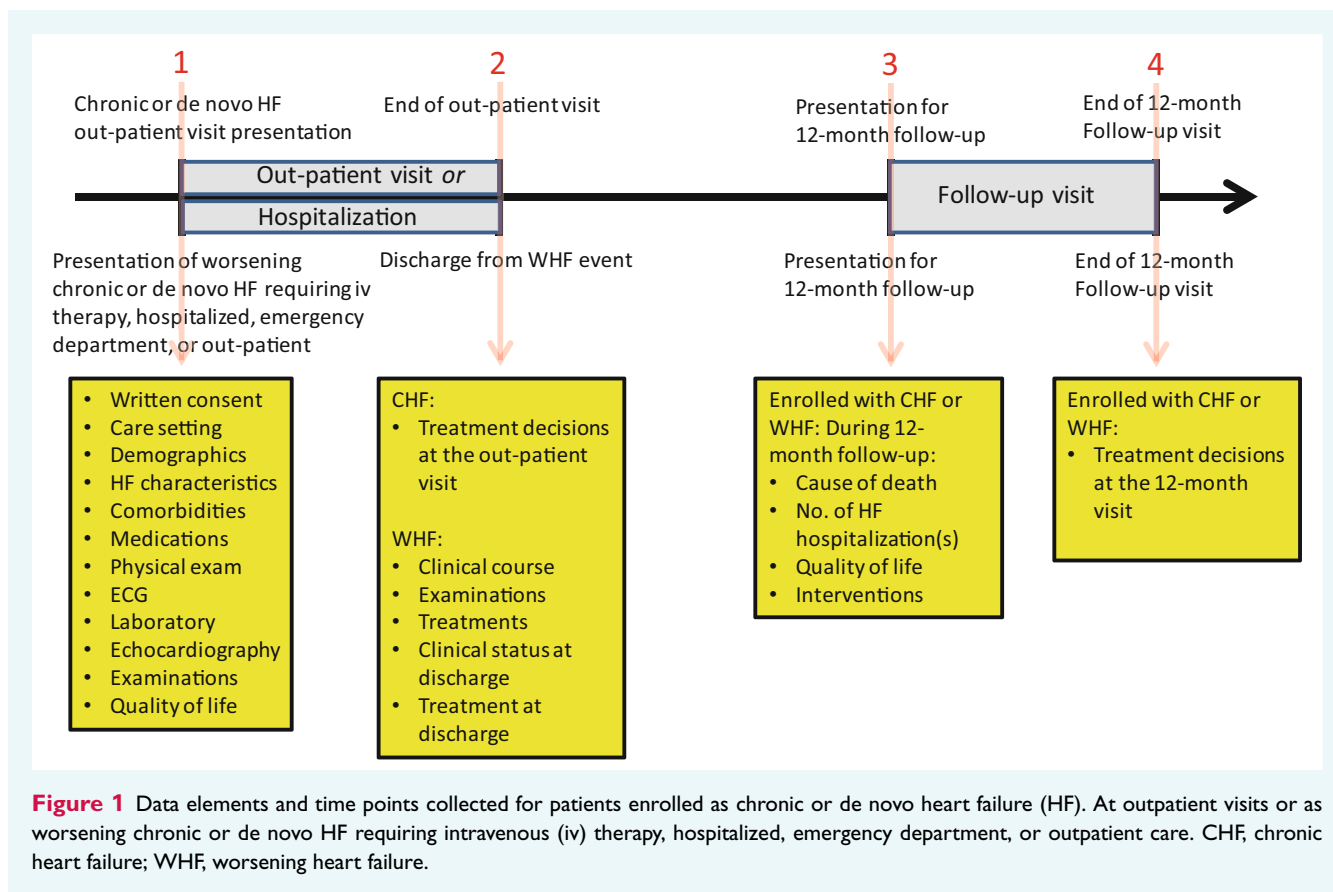 1
Chronic or de novo HF
out-patient visit presentation
2
End of out-patient visit
3
Presentation for
12-month follow-up
4
End of 12-month
Follow-up visit
Out-patient visit or
Hospitalization
Follow-up visit
Presentation of worsening
chronic or de novo HF requiring iv
therapy, hospitalized, emergency
department, or out-patient
Discharge from WHF event
Presentation for
12-month follow-up
End of 12-month
Follow-up visit
• Written consent
• Care setting
• Demographics
• HF characteristics
• Comorbidities
• Medications
• Physical exam
• ECG
• Laboratory
• Echocardiography
• Examinations
• Quality of life
CHF:
• Treatment decisions
at the out-patient
visit
WHF:
• Clinical course
• Examinations
• Treatments
• Clinical status at
discharge
• Treatment at
discharge
Enrolled with CHF or
WHF: During 12-
month follow-up:
• Cause of death
• No. of HF
hospitalization(s)
• Quality of life
• Interventions
Enrolled with CHF or
WHF:
• Treatment decisions
at the 12-month
visit
Figure 1 Data elements and time points collected for patients enrolled as chronic or de novo heart failure (HF). At outpatient visits or as
worsening chronic or de novo HF requiring intravenous (iv) therapy, hospitalized, emergency department, or outpatient care. CHF, chronic
heart failure; WHF, worsening heart failure.